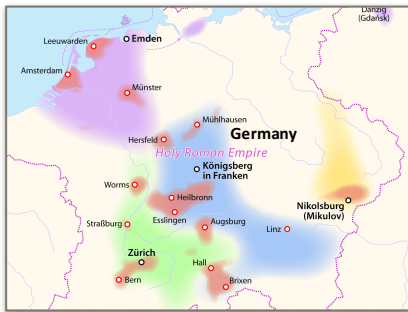 Danzig
(Gdańsk)
Leeuwarden
Emden
Amsterdam
Münster
Mühlhausen
Hersfeld
Germany
Holy Roman Empire
Königsberg
in Franken
Worms
Heilbronn
Nikolsburg
(Mikulov)
Esslingen
Straßburg
Augsburg
Linz
Zürich
Hall
Bern
Brixen